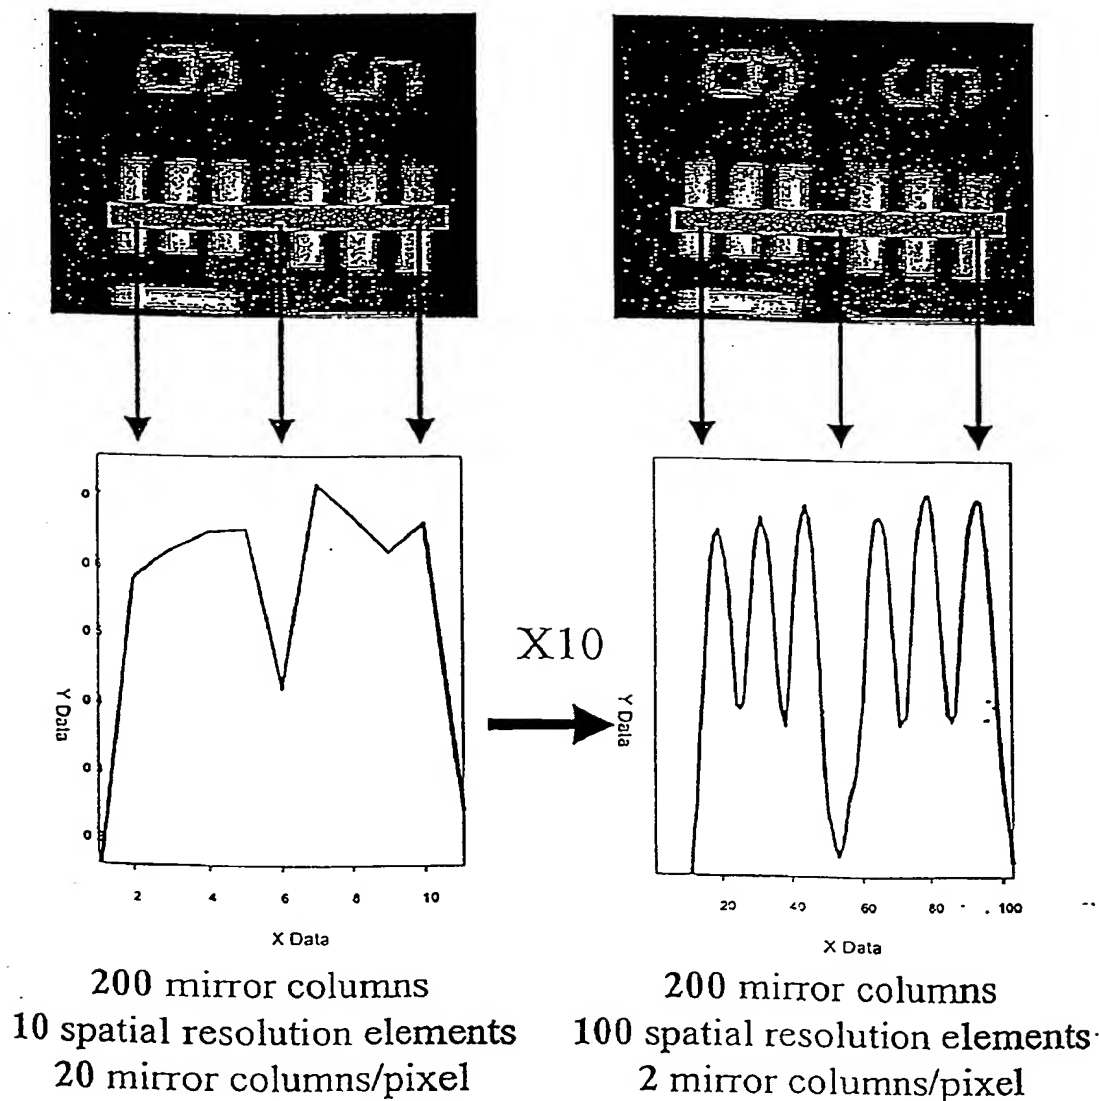 Y Data
2 4 6 8 10
X Data
X10
Y Data
20 40 60 80 100
X Data
200 mirror columns
10 spatial resolution elements
20 mirror columns/pixel
200 mirror columns
100 spatial resolution elements
2 mirror columns/pixel